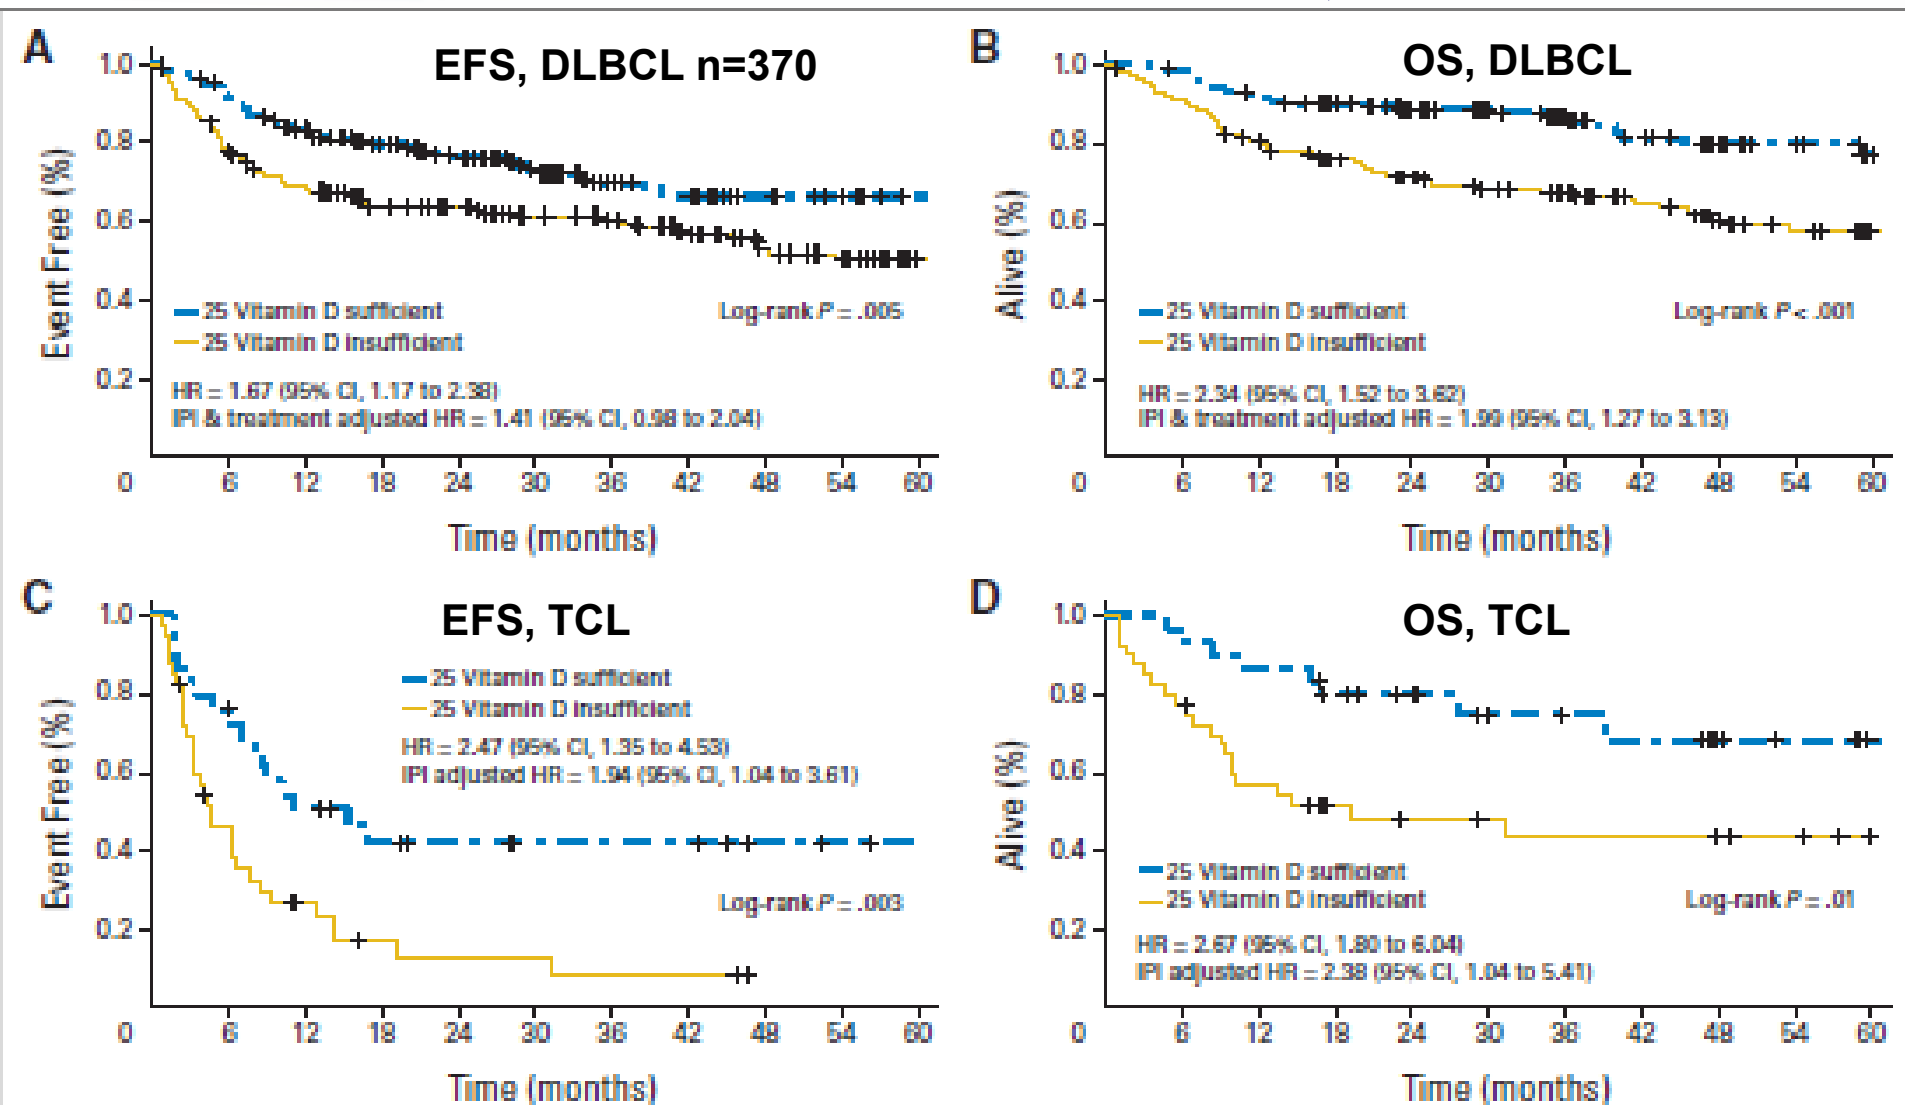 A
EFS, DLBCL n=370
1.0
0.8
0.6
0.4
0.2
Event Free (%)
25 Vitamin D sufficient
25 Vitamin D insufficient
Log-rank P = .005
HR = 1.67 (95% CI, 1.17 to 2.38)
IPI & treatment adjusted HR = 1.41 (95% CI, 0.98 to 2.04)
0 6 12 18 24 30 36 42 48 54 60
Time (months)
B
OS, DLBCL
1.0
0.8
0.6
0.4
0.2
Alive (%)
25 Vitamin D sufficient
25 Vitamin D insufficient
Log-rank P < .001
HR = 2.34 (95% CI, 1.52 to 3.62)
IPI & treatment adjusted HR = 1.99 (95% CI, 1.27 to 3.13)
0 6 12 18 24 30 36 42 48 54 60
Time (months)
C
EFS, TCL
1.0
0.8
0.6
0.4
0.2
Event Free (%)
25 Vitamin D sufficient
25 Vitamin D insufficient
HR = 2.47 (95% CI, 1.35 to 4.53)
IPI adjusted HR = 1.94 (95% CI, 1.04 to 3.61)
Log-rank P = .003
0 6 12 18 24 30 36 42 48 54 60
Time (months)
D
OS, TCL
1.0
0.8
0.6
0.4
0.2
Alive (%)
25 Vitamin D sufficient
25 Vitamin D insufficient
Log-rank P = .01
HR = 2.67 (95% CI, 1.80 to 6.04)
IPI adjusted HR = 2.38 (95% CI, 1.04 to 5.41)
0 6 12 18 24 30 36 42 48 54 60
Time (months)